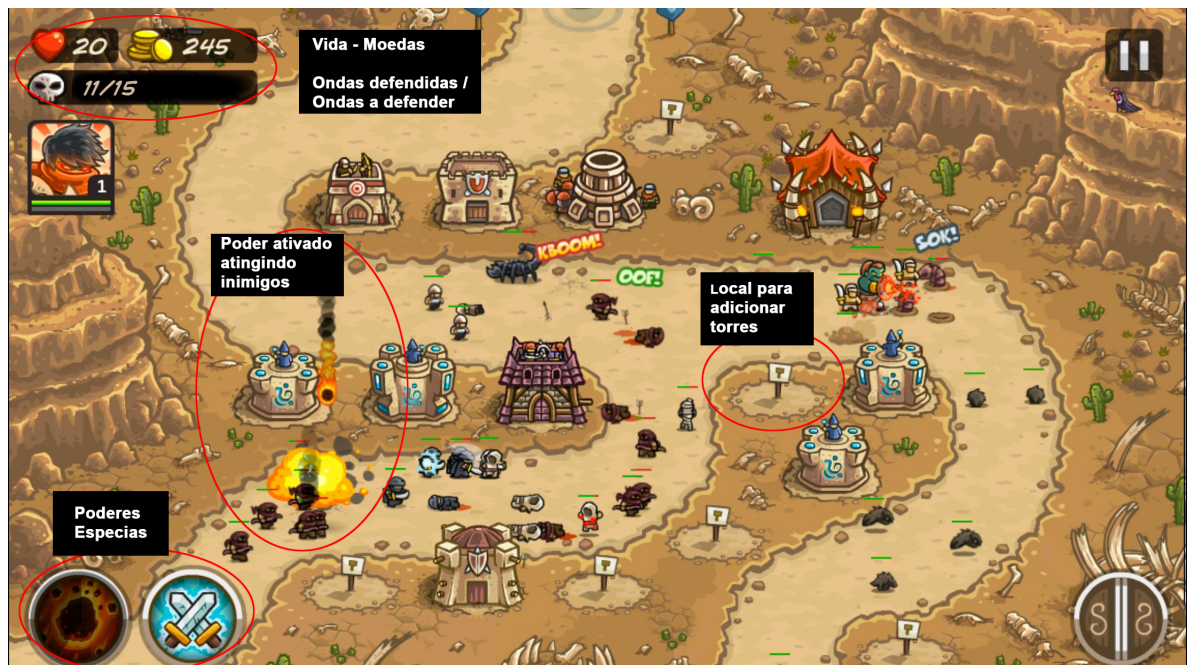 20 245
11/15
Vida - Moedas
Ondas defendidas /
Ondas a defender
1
Poder ativado
atingindo
inimigos
KBOOM!
OOF!
SOK!
Local para
adicionar
torres
Poderes
Especias